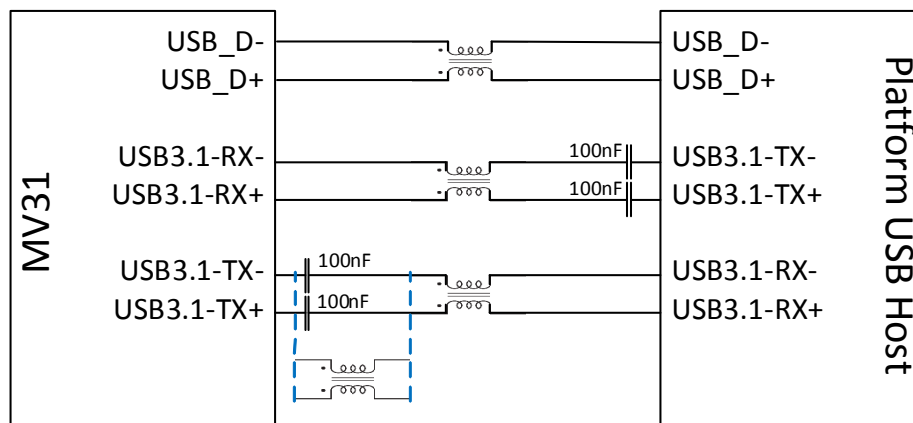 MV31
USB_D-
USB_D+
USB3.1-RX-
USB3.1-RX+
USB3.1-TX-
USB3.1-TX+
100nF
100nF
100nF
100nF
USB_D-
USB_D+
USB3.1-TX-
USB3.1-TX+
USB3.1-RX-
USB3.1-RX+
Platform USB Host